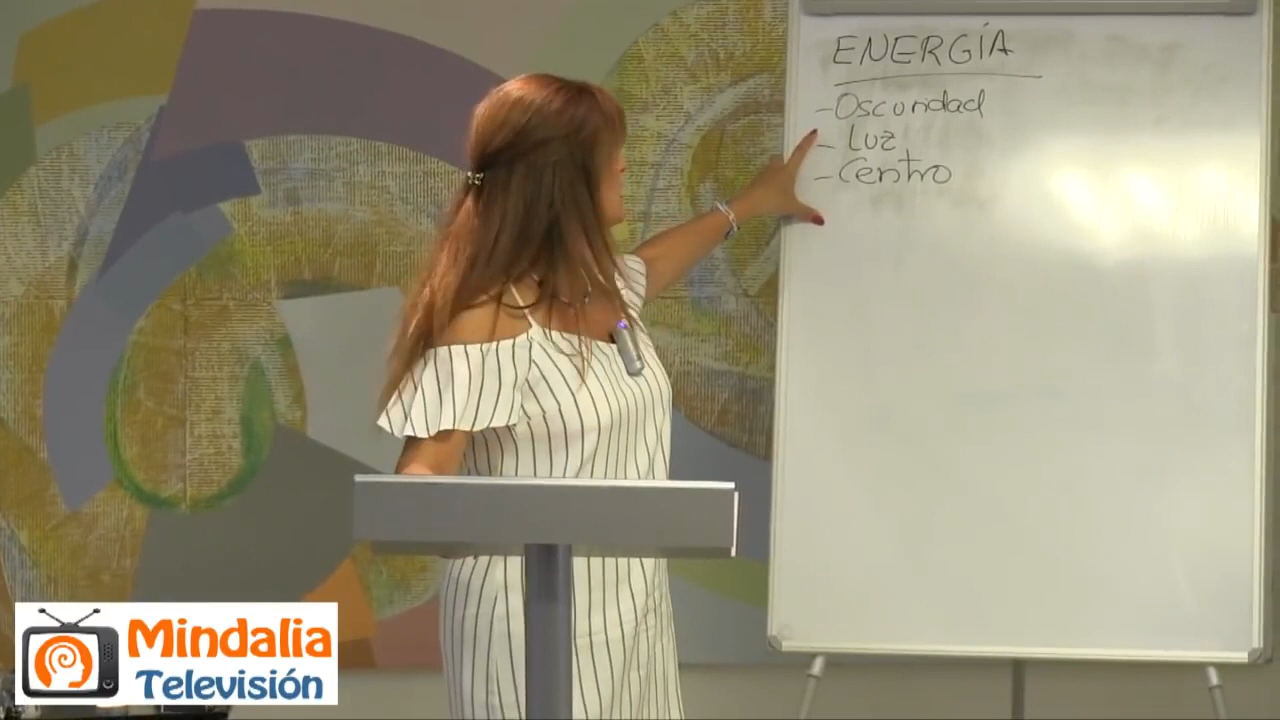 ENERGÍA
- Oscuridad
- Luz
- Centro
Mindalia
Televisión